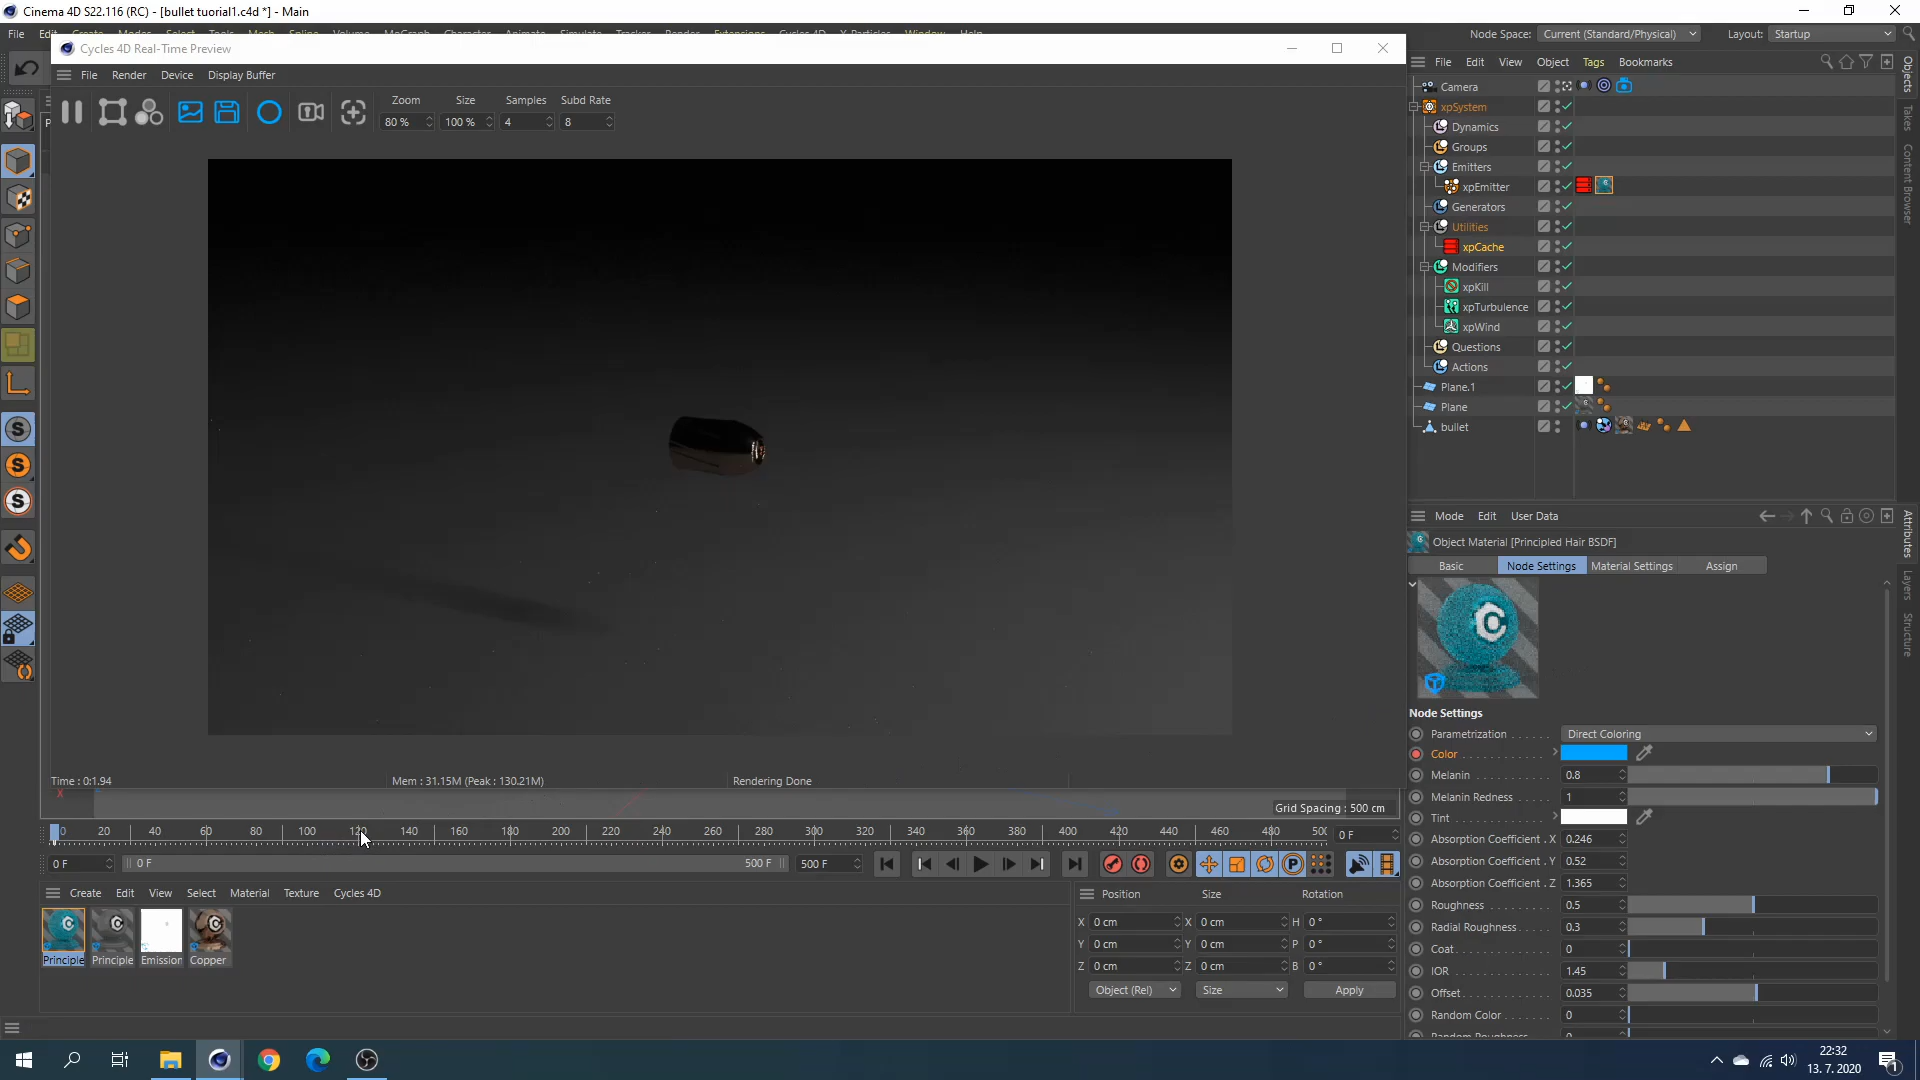 Cinema 4D S22.116 (RC) - [bullet tuorial1.c4d *] - Main
File
Node Space:
Current (Standard/Physical)
Layout:
Startup
Cycles 4D Real-Time Preview
File Render Device Display Buffer
Zoom Size Samples Subd Rate
80 % 100 % 4 8
File Edit View Object Tags Bookmarks
Camera
xpSystem
Dynamics
Groups
Emitters
xpEmitter
Generators
Utilities
xpCache
Modifiers
xpKill
xpTurbulence
xpWind
Questions
Actions
Plane.1
Plane
bullet
Objects
Takes
Content Browser
Mode Edit User Data
Object Material [Principled Hair BSDF]
Basic Node Settings Material Settings Assign
Attributes
Layers
Structure
Node Settings
Parametrization . . . . . . Direct Coloring
Color
Melanin 0.8
Melanin Redness 1
Tint
Absorption Coefficient . X 0.246
Absorption Coefficient . Y 0.52
Absorption Coefficient . Z 1.365
Roughness 0.5
Radial Roughness 0.3
Coat 0
IOR 1.45
Offset 0.035
Random Color 0
Time : 0:1.94
Mem : 31.15M (Peak : 130.21M)
Rendering Done
Grid Spacing : 500 cm
0 20 40 60 80 100 120 140 160 180 200 220 240 260 280 300 320 340 360 380 400 420 440 460 480 500
0 F
0 F 0 F 500 F 500 F
Create Edit View Select Material Texture Cycles 4D
Principle Principle Emission Copper
Position Size Rotation
X 0 cm X 0 cm H 0 °
Y 0 cm Y 0 cm P 0 °
Z 0 cm Z 0 cm B 0 °
Object (Rel) Size Apply
22:32
13. 7. 2020
1